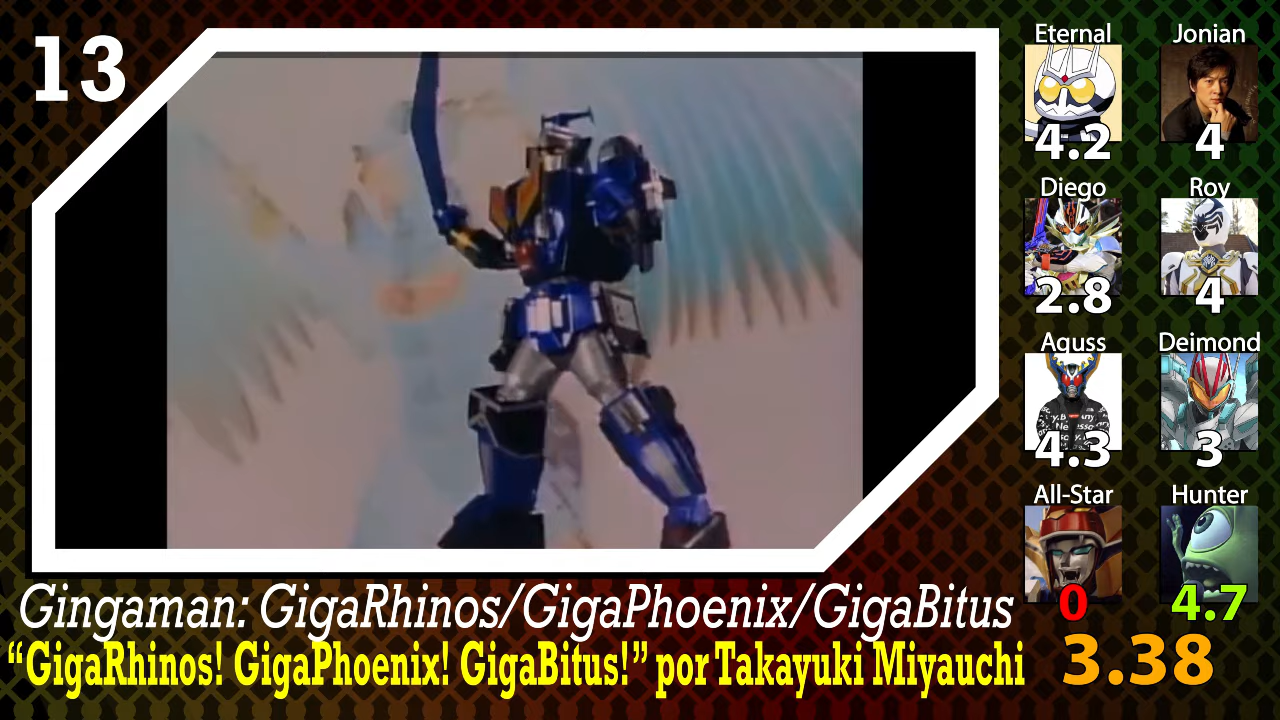 13
Eternal Jonian
4.2 4
Diego Roy
2.8 4
Aguss Deimond
4.3 3
All-Star Hunter
0 4.7
Gingaman: GigaRhinos/GigaPhoenix/GigaBitus
“GigaRhinos! GigaPhoenix! GigaBitus!” por Takayuki Miyauchi
3.38